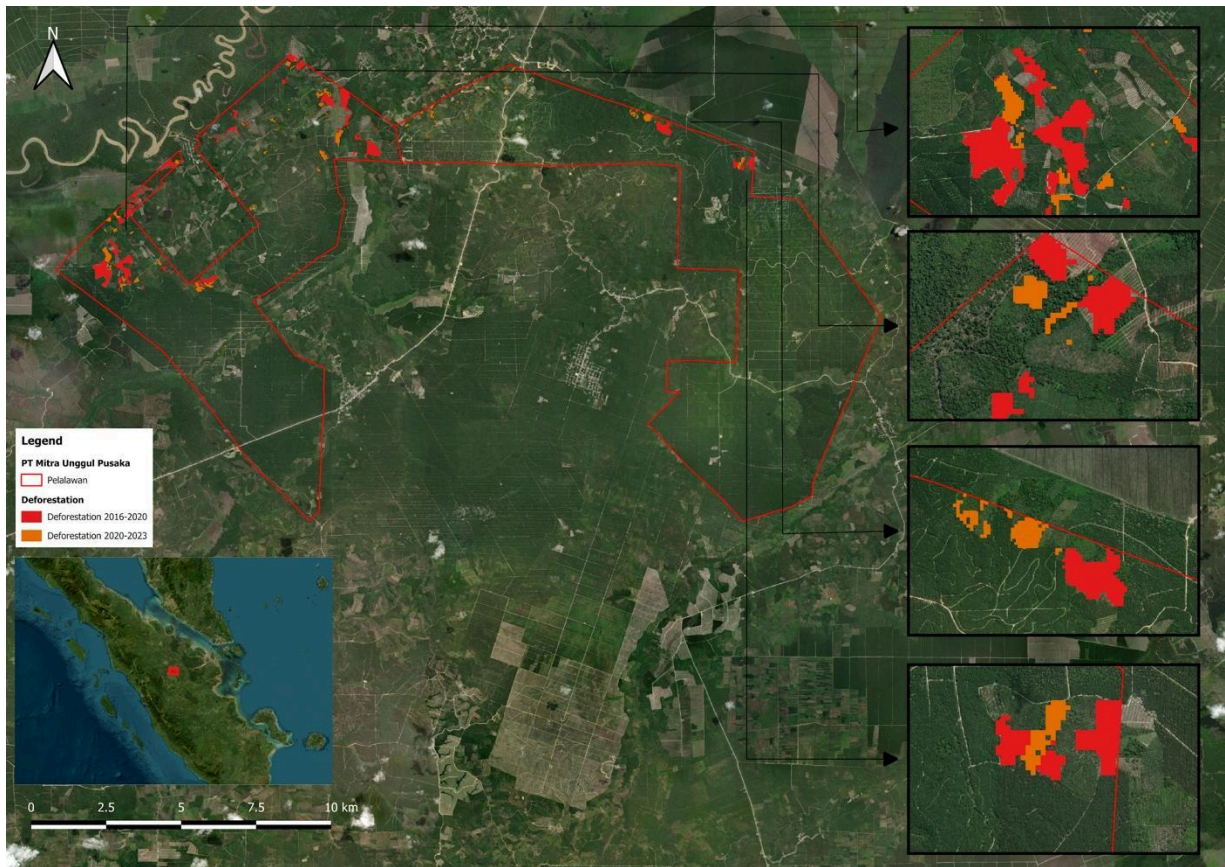 N
Legend
PT Mitra Unggul Pusaka
Pelalawan
Deforestation
Deforestation 2016-2020
Deforestation 2020-2023
0 2.5 5 7.5 10 km